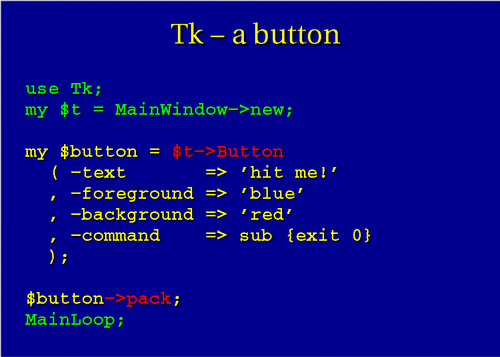 Tk – a button
use Tk;
my $t = MainWindow->new;
my $button = $t->Button
( -text => ’hit me!’
, -foreground => ’blue’
, -background => ’red’
, -command => sub {exit 0}
);
$button->pack;
MainLoop;